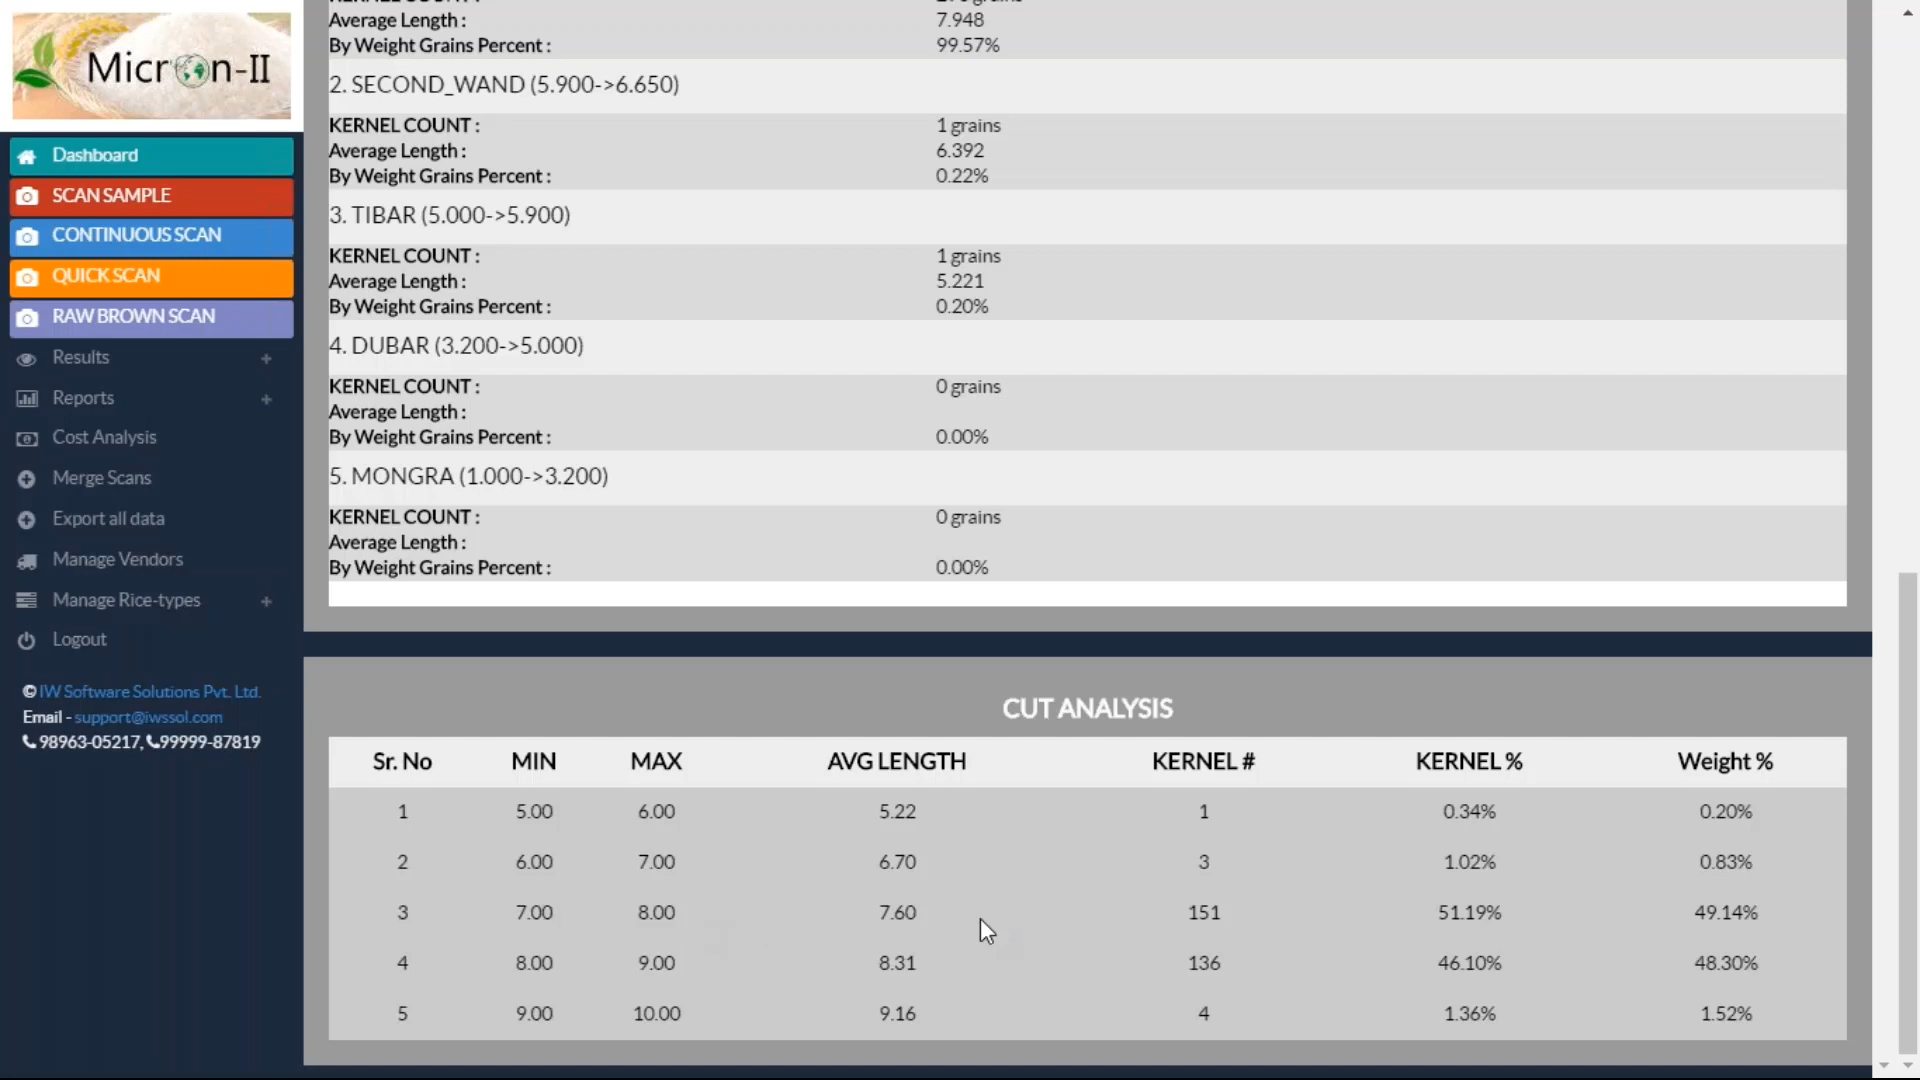 Micron-II
Dashboard
SCAN SAMPLE
CONTINUOUS SCAN
QUICK SCAN
RAW BROWN SCAN
Results +
Reports +
Cost Analysis
Merge Scans
Export all data
Manage Vendors
Manage Rice-types +
Logout
© IW Software Solutions Pvt. Ltd.
Email - support@iwssol.com
98963-05217, 99999-87819
Average Length : 7.948
By Weight Grains Percent : 99.57%
2. SECOND_WAND (5.900->6.650)
KERNEL COUNT : 1 grains
Average Length : 6.392
By Weight Grains Percent : 0.22%
3. TIBAR (5.000->5.900)
KERNEL COUNT : 1 grains
Average Length : 5.221
By Weight Grains Percent : 0.20%
4. DUBAR (3.200->5.000)
KERNEL COUNT : 0 grains
Average Length :
By Weight Grains Percent : 0.00%
5. MONGRA (1.000->3.200)
KERNEL COUNT : 0 grains
Average Length :
By Weight Grains Percent : 0.00%
CUT ANALYSIS
Sr. No MIN MAX AVG LENGTH KERNEL # KERNEL % Weight %
1 5.00 6.00 5.22 1 0.34% 0.20%
2 6.00 7.00 6.70 3 1.02% 0.83%
3 7.00 8.00 7.60 151 51.19% 49.14%
4 8.00 9.00 8.31 136 46.10% 48.30%
5 9.00 10.00 9.16 4 1.36% 1.52%